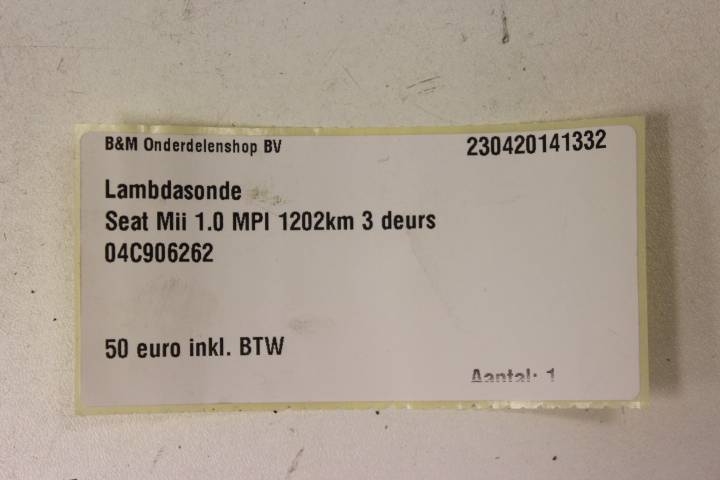 B&M Onderdelenshop BV 230420141332
Lambdasonde
Seat Mii 1.0 MPI 1202km 3 deurs
04C906262
50 euro inkl. BTW
Aantal: 1